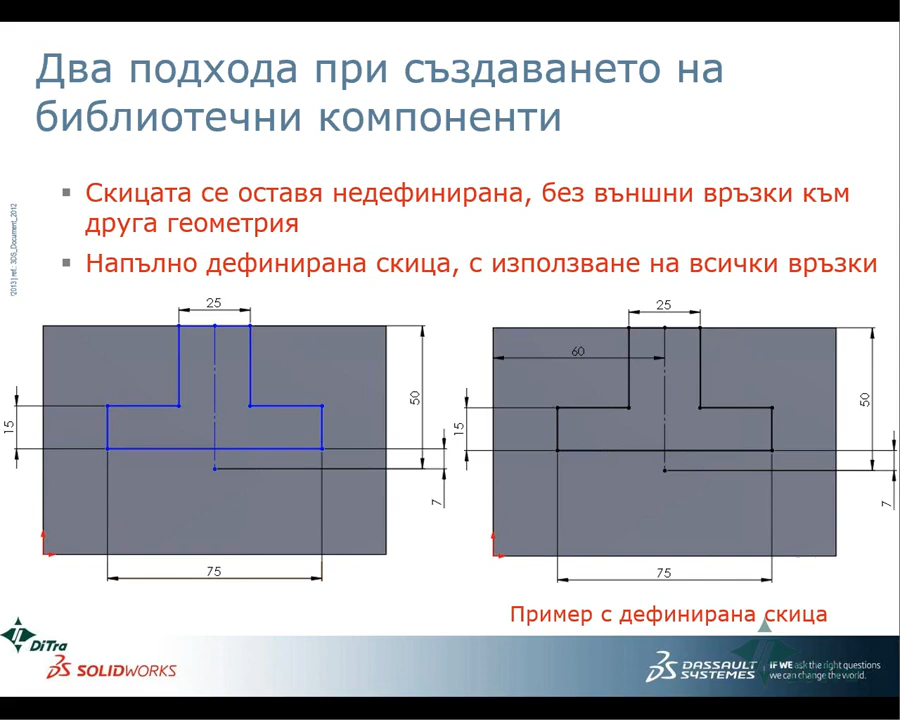 Два подхода при създаването на
библиотечни компоненти
Скицата се оставя недефинирана, без външни връзки към
друга геометрия
Напълно дефинирана скица, с използване на всички връзки
25
50
15
7
75
25
60
50
15
7
75
Пример с дефинирана скица
DiTra
SOLIDWORKS
DASSAULT
SYSTEMES
IF WE ask the right questions
we can change the world.